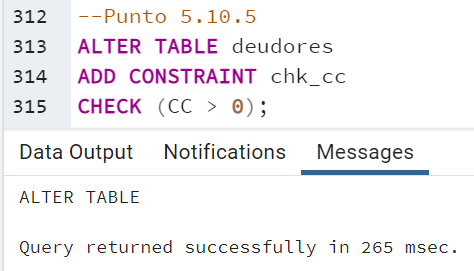 312 --Punto 5.10.5
313 ALTER TABLE deudores
314 ADD CONSTRAINT chk_cc
315 CHECK (CC > 0);
Data Output Notifications Messages
ALTER TABLE
Query returned successfully in 265 msec.